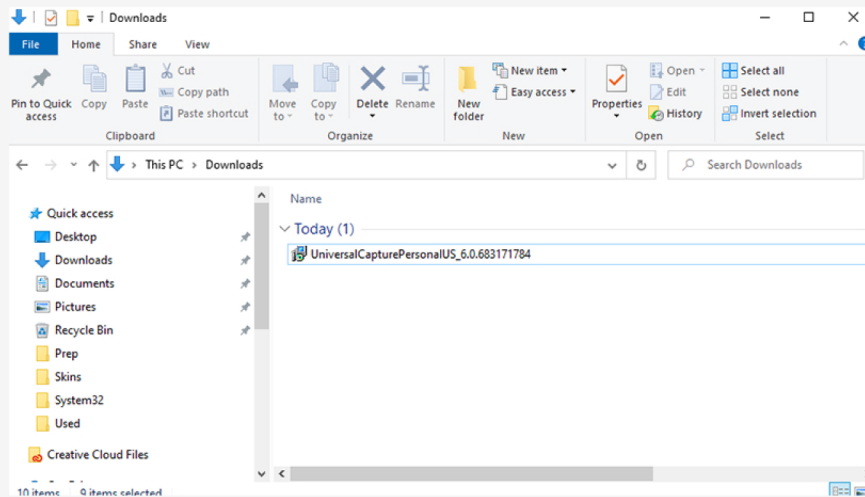 Downloads
File Home Share View
Pin to Quick access
Copy
Paste
Cut
Copy path
Paste shortcut
Clipboard
Move to
Copy to
Delete
Rename
Organize
New folder
New item
Easy access
New
Properties
Open
Edit
History
Open
Select all
Select none
Invert selection
Select
This PC > Downloads
Search Downloads
Quick access
Desktop
Downloads
Documents
Pictures
Recycle Bin
Prep
Skins
System32
Used
Creative Cloud Files
Name
Today (1)
UniversalCapturePersonalUS_6.0.683171784
10 items 9 items selected